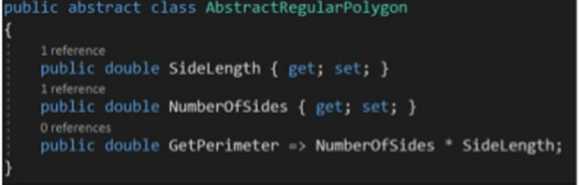 public abstract class AbstractRegularPolygon
{
1 reference
public double SideLength { get; set; }
1 reference
public double NumberOfSides { get; set; }
0 references
public double GetPerimeter => NumberOfSides * SideLength;
}